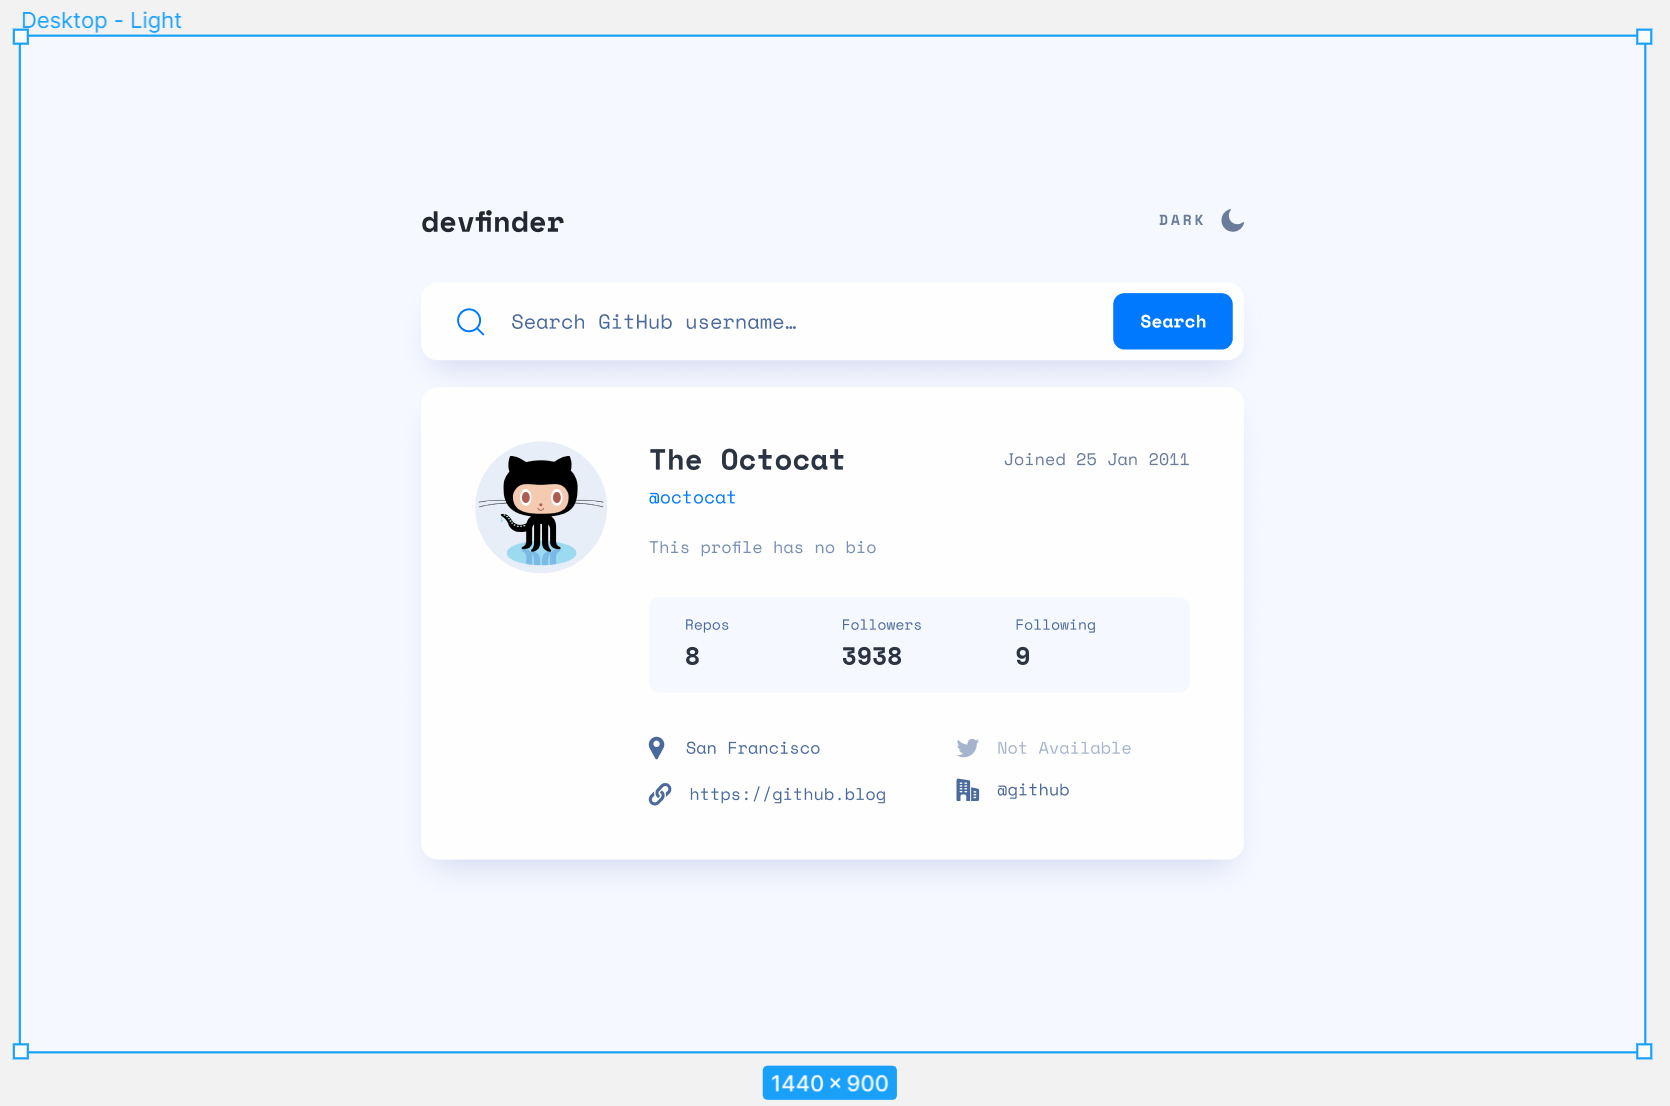 Desktop - Light
devfinder
DARK
Search GitHub username…
Search
The Octocat
Joined 25 Jan 2011
@octocat
This profile has no bio
Repos
Followers
Following
8
3938
9
San Francisco
Not Available
https://github.blog
@github
1440 × 900